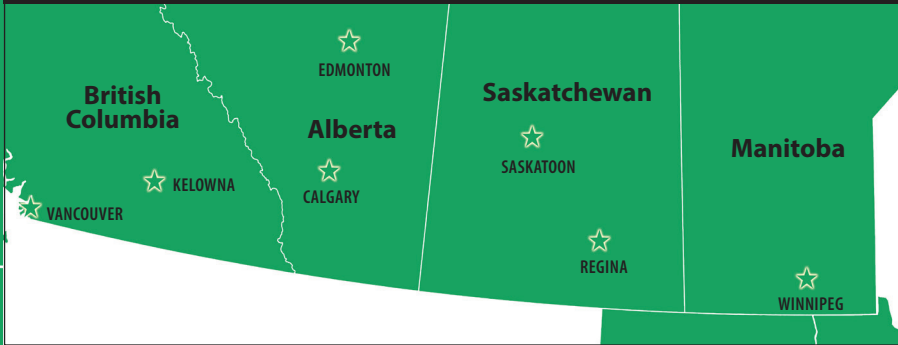 EDMONTON
British
Columbia
Alberta
Saskatchewan
SASKATOON
Manitoba
KELOWNA
CALGARY
VANCOUVER
REGINA
WINNIPEG